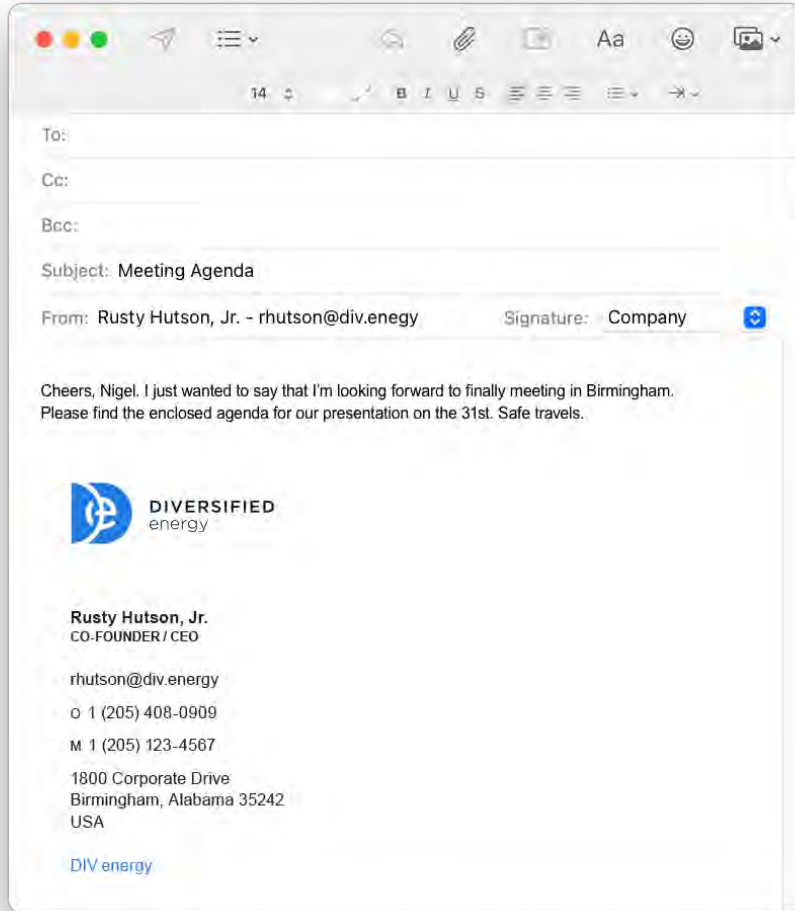 Aa
14 B I U S
To:
Cc:
Bcc:
Subject: Meeting Agenda
From: Rusty Hutson, Jr. - rhutson@div.enegy Signature: Company
Cheers, Nigel. I just wanted to say that I'm looking forward to finally meeting in Birmingham.
Please find the enclosed agenda for our presentation on the 31st. Safe travels.
de
DIVERSIFIED
energy
Rusty Hutson, Jr.
CO-FOUNDER / CEO
rhutson@div.energy
O 1 (205) 408-0909
M 1 (205) 123-4567
1800 Corporate Drive
Birmingham, Alabama 35242
USA
DIV energy